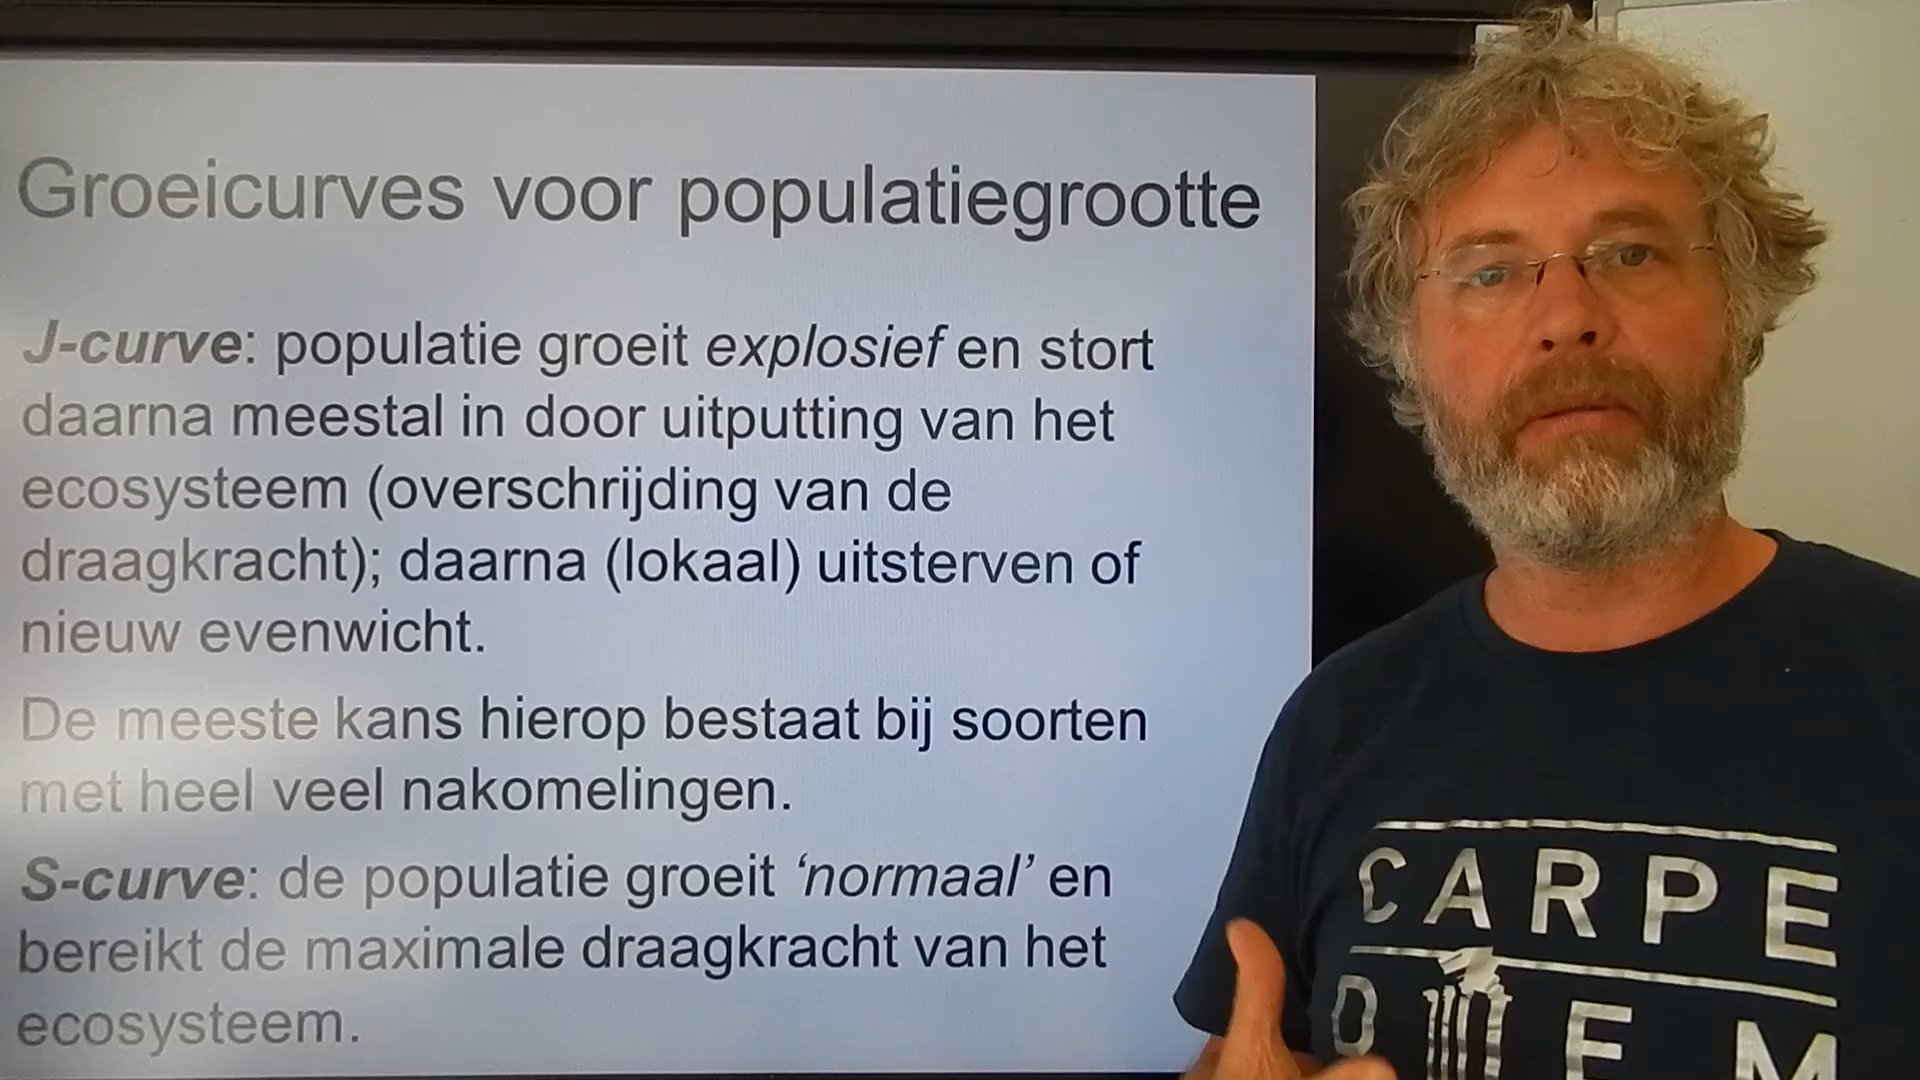 Groeicurves voor populatiegrootte
J-curve: populatie groeit explosief en stort
daarna meestal in door uitputting van het
ecosysteem (overschrijding van de
draagkracht); daarna (lokaal) uitsterven of
nieuw evenwicht.
De meeste kans hierop bestaat bij soorten
met heel veel nakomelingen.
S-curve: de populatie groeit ‘normaal’ en
bereikt de maximale draagkracht van het
ecosysteem.
CARPE
D EM